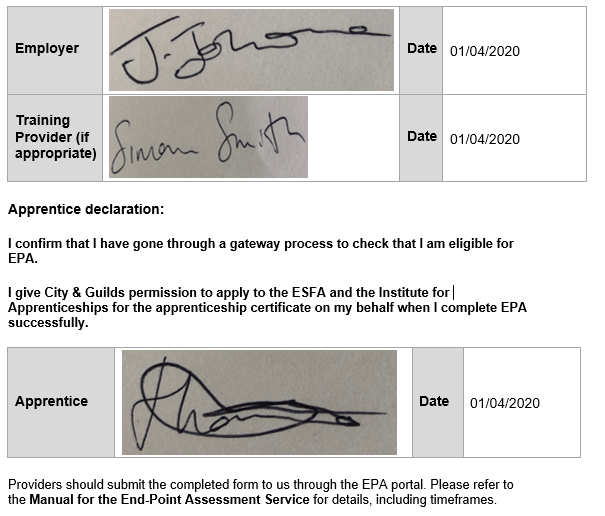 Employer
J. Johnson
Date
01/04/2020
Training
Provider (if
appropriate)
Simon Smith
Date
01/04/2020
Apprentice declaration:
I confirm that I have gone through a gateway process to check that I am eligible for
EPA.
I give City & Guilds permission to apply to the ESFA and the Institute for
Apprenticeships for the apprenticeship certificate on my behalf when I complete EPA
successfully.
Apprentice
Date
01/04/2020
Providers should submit the completed form to us through the EPA portal. Please refer to
the Manual for the End-Point Assessment Service for details, including timeframes.